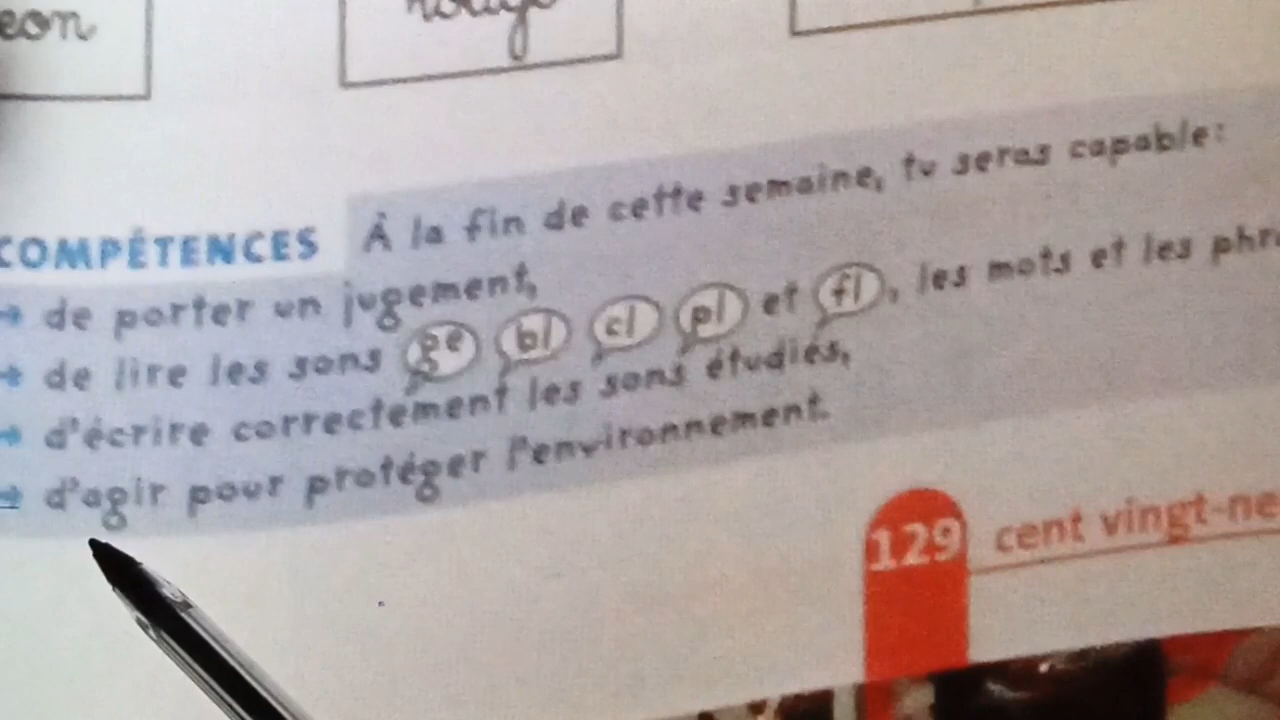 COMPÉTENCES À la fin de cette semaine, tu seras capable:
→ de porter un jugement,
→ de lire les sons ge bl cl pl et fl, les mots et les
→ d'écrire correctement les sons étudiés,
→ d'agir pour protéger l'environnement.
129 cent